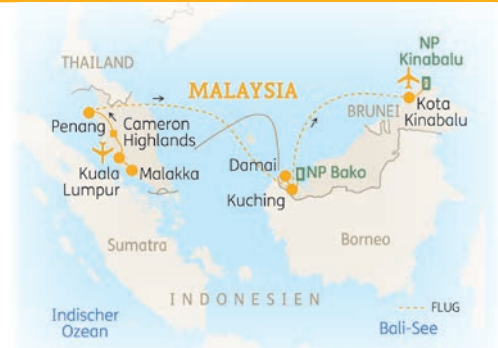 NP
Kinabalu
THAILAND
MALAYSIA
BRUNEI
Kota
Kinabalu
Penang
Cameron
Highlands
Kuala
Lumpur
Malakka
Damai
NP Bako
Kuching
Sumatra
Borneo
INDONESIEN
Indischer
Ozean
FLUG
Bali-See